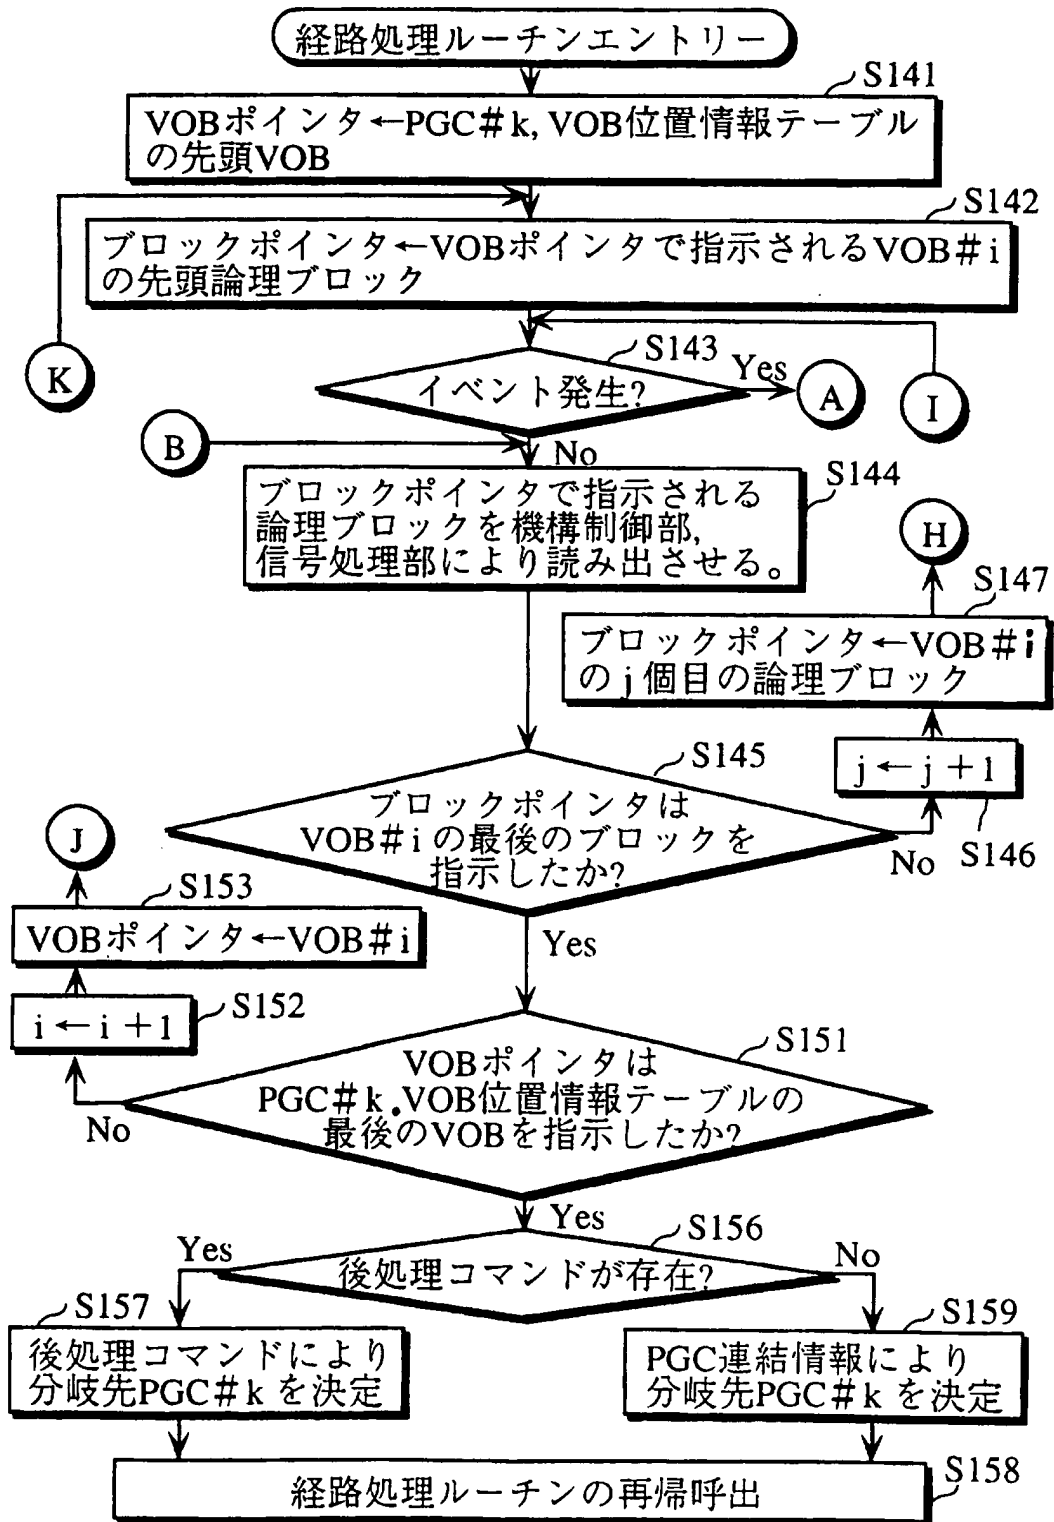 経路処理ルーチンエントリー
S141
VOBポインタ←PGC#k, VOB位置情報テーブル
の先頭VOB
S142
ブロックポインタ←VOBポインタで指示されるVOB#i
の先頭論理ブロック
K
S143
イベント発生?
Yes
A
I
B
No
S144
ブロックポインタで指示される
論理ブロックを機構制御部,
信号処理部により読み出させる。
H
S147
ブロックポインタ←VOB#i
のj個目の論理ブロック
S145
j←j+1
S146
ブロックポインタは
VOB#iの最後のブロックを
指示したか?
No
J
S153
VOBポインタ←VOB#i
Yes
S152
i←i+1
S151
VOBポインタは
PGC#k.VOB位置情報テーブルの
最後のVOBを指示したか?
No
Yes
S156
後処理コマンドが存在?
Yes
No
S157
後処理コマンドにより
分岐先PGC#kを決定
S159
PGC連結情報により
分岐先PGC#kを決定
S158
経路処理ルーチンの再帰呼出